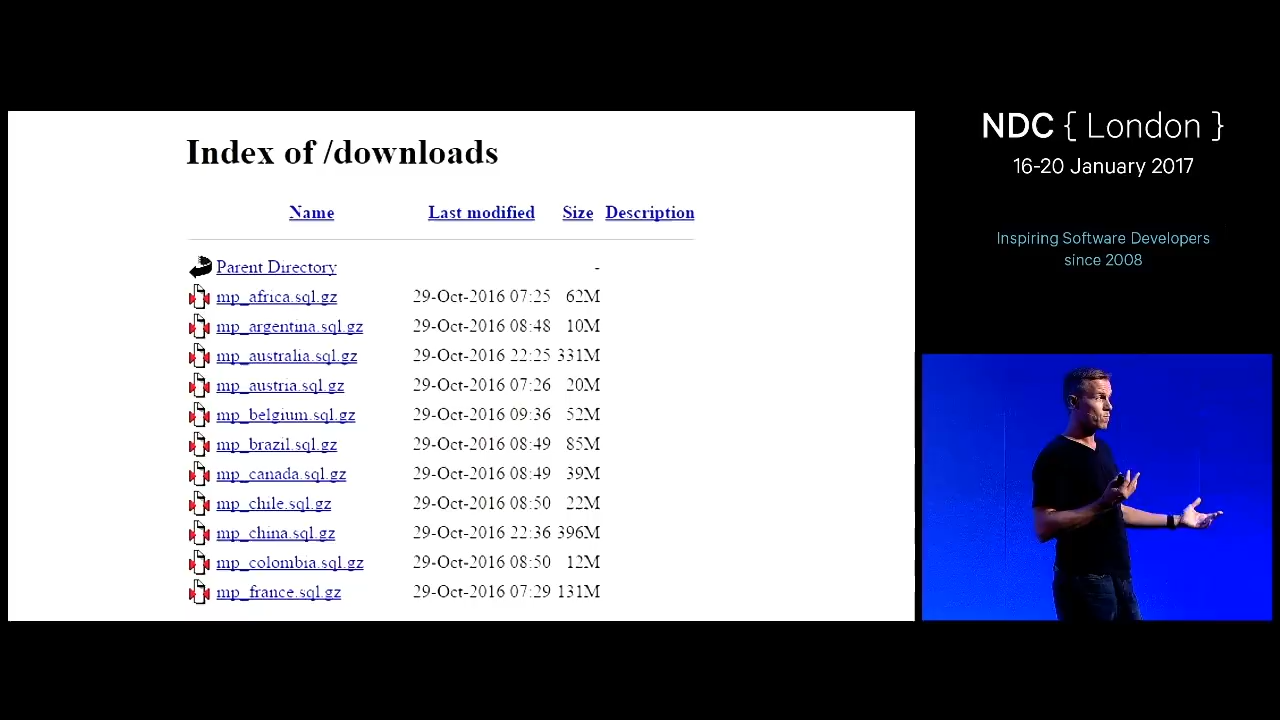 Index of /downloads
Name Last modified Size Description
Parent Directory -
mp_africa.sql.gz 29-Oct-2016 07:25 62M
mp_argentina.sql.gz 29-Oct-2016 08:48 10M
mp_australia.sql.gz 29-Oct-2016 22:25 331M
mp_austria.sql.gz 29-Oct-2016 07:26 20M
mp_belgium.sql.gz 29-Oct-2016 09:36 52M
mp_brazil.sql.gz 29-Oct-2016 08:49 85M
mp_canada.sql.gz 29-Oct-2016 08:49 39M
mp_chile.sql.gz 29-Oct-2016 08:50 22M
mp_china.sql.gz 29-Oct-2016 22:36 396M
mp_colombia.sql.gz 29-Oct-2016 08:50 12M
mp_france.sql.gz 29-Oct-2016 07:29 131M
NDC { London }
16-20 January 2017
Inspiring Software Developers
since 2008